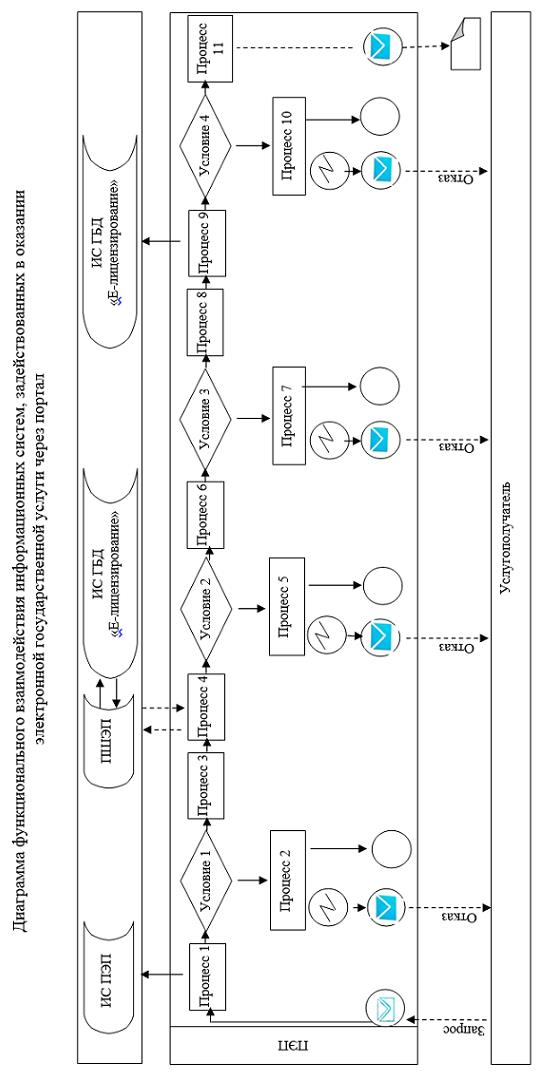 Диаграмма функционального взаимодействия информационных систем, задействованных в оказании
электронной государственной услуги через портал
ИС ПЭП
ПШЭП
ИС ГБД
«Е-лицензирование»
ИС ГБД
«Е-лицензирование»
ПЭП
Процесс 1
Условие 1
Процесс 3
Процесс 4
Условие 2
Процесс 6
Условие 3
Процесс 8
Процесс 9
Условие 4
Процесс
11
Процесс 2
Процесс 5
Процесс 7
Процесс 10
Запрос
Отказ
Отказ
Отказ
Отказ
Услугополучатель